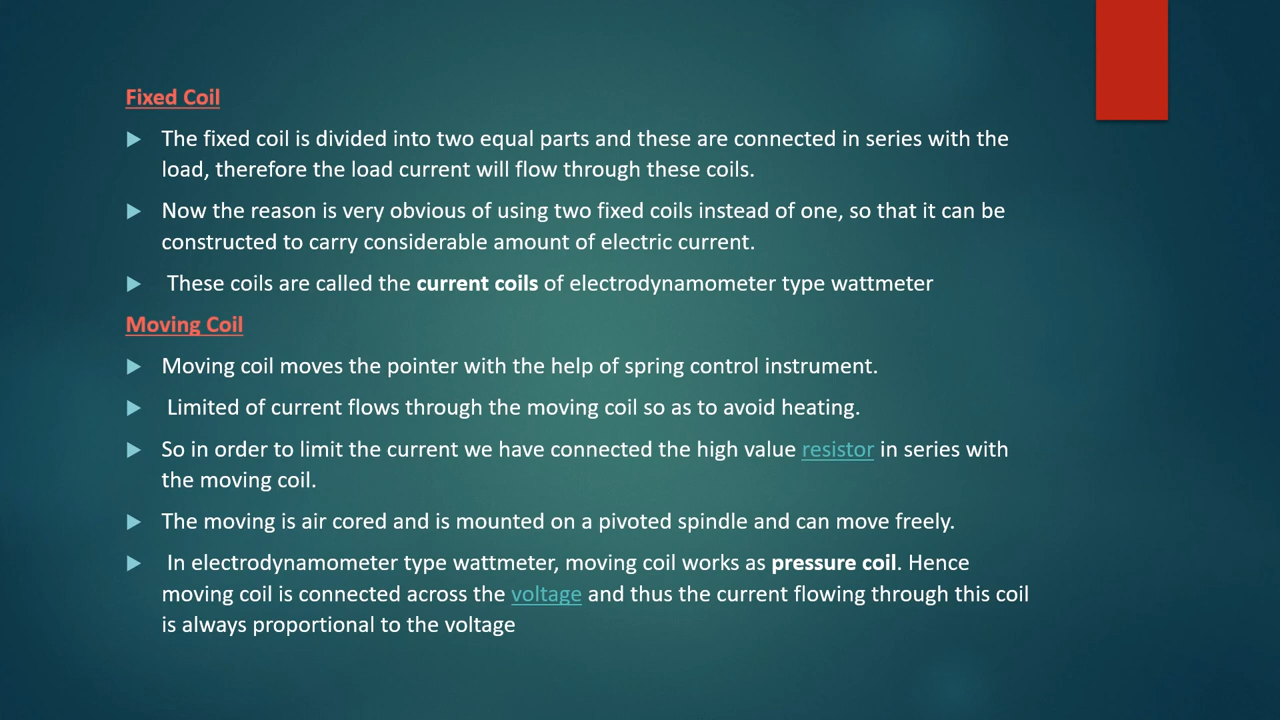 Fixed Coil
The fixed coil is divided into two equal parts and these are connected in series with the
load, therefore the load current will flow through these coils.
Now the reason is very obvious of using two fixed coils instead of one, so that it can be
constructed to carry considerable amount of electric current.
These coils are called the current coils of electrodynamometer type wattmeter
Moving Coil
Moving coil moves the pointer with the help of spring control instrument.
Limited of current flows through the moving coil so as to avoid heating.
So in order to limit the current we have connected the high value resistor in series with
the moving coil.
The moving is air cored and is mounted on a pivoted spindle and can move freely.
In electrodynamometer type wattmeter, moving coil works as pressure coil. Hence
moving coil is connected across the voltage and thus the current flowing through this coil
is always proportional to the voltage